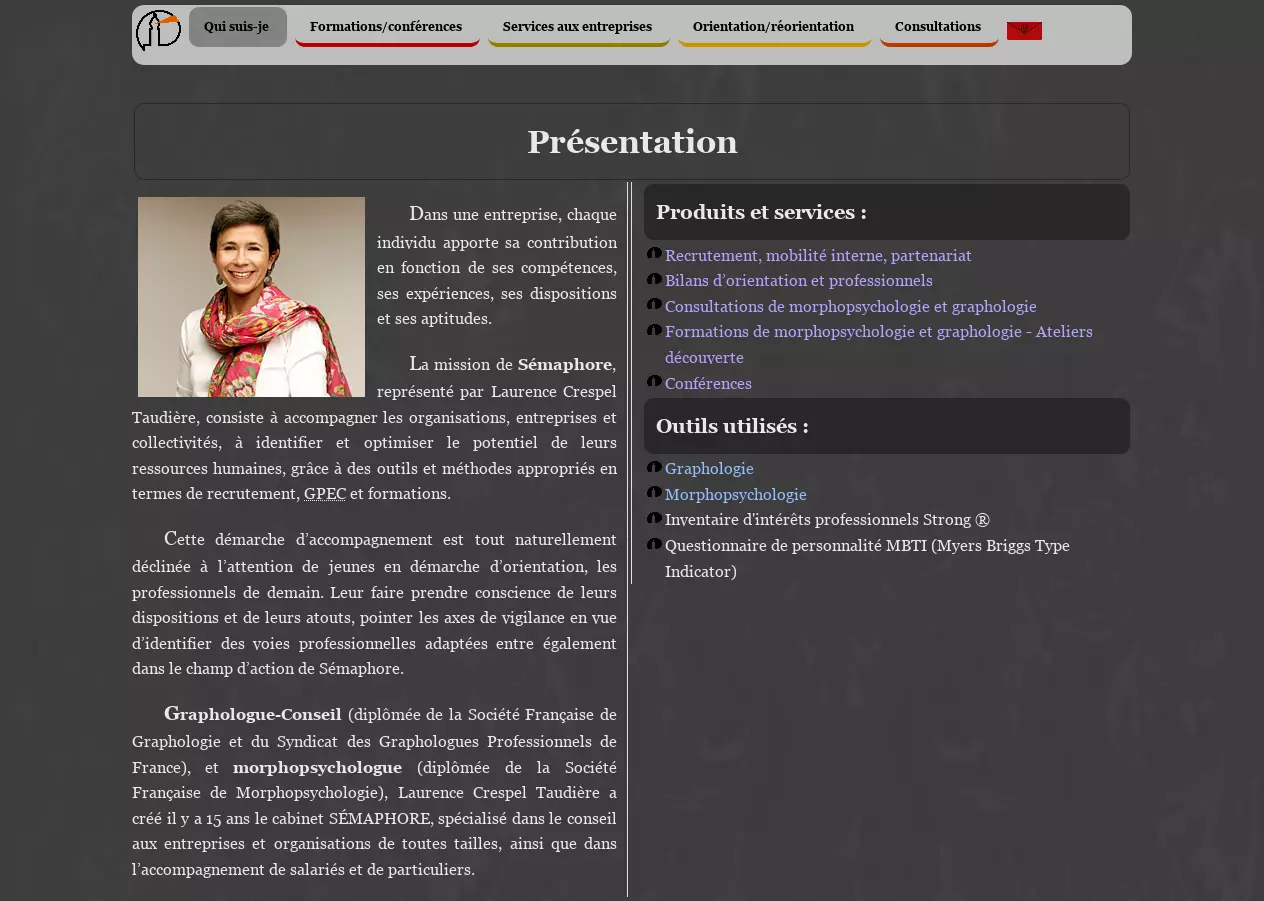 Qui suis-je
Formations/conférences
Services aux entreprises
Orientation/réorientation
Consultations
Présentation
Dans une entreprise, chaque
individu apporte sa contribution
en fonction de ses compétences,
ses expériences, ses dispositions
et ses aptitudes.
La mission de Sémaphore,
représenté par Laurence Crespel
Taudière, consiste à accompagner les organisations, entreprises et
collectivités, à identifier et optimiser le potentiel de leurs
ressources humaines, grâce à des outils et méthodes appropriés en
termes de recrutement, GPEC et formations.
Cette démarche d’accompagnement est tout naturellement
déclinée à l’attention de jeunes en démarche d’orientation, les
professionnels de demain. Leur faire prendre conscience de leurs
dispositions et de leurs atouts, pointer les axes de vigilance en vue
d’identifier des voies professionnelles adaptées entre également
dans le champ d’action de Sémaphore.
Graphologue-Conseil (diplômée de la Société Française de
Graphologie et du Syndicat des Graphologues Professionnels de
France), et morphopsychologue (diplômée de la Société
Française de Morphopsychologie), Laurence Crespel Taudière a
créé il y a 15 ans le cabinet SÉMAPHORE, spécialisé dans le conseil
aux entreprises et organisations de toutes tailles, ainsi que dans
l’accompagnement de salariés et de particuliers.
Produits et services :
Recrutement, mobilité interne, partenariat
Bilans d’orientation et professionnels
Consultations de morphopsychologie et graphologie
Formations de morphopsychologie et graphologie - Ateliers
découverte
Conférences
Outils utilisés :
Graphologie
Morphopsychologie
Inventaire d'intérêts professionnels Strong ®
Questionnaire de personnalité MBTI (Myers Briggs Type
Indicator)